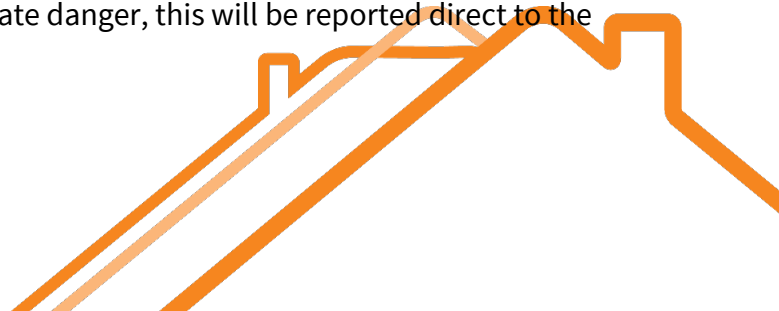 ate danger, this will be reported direct to the